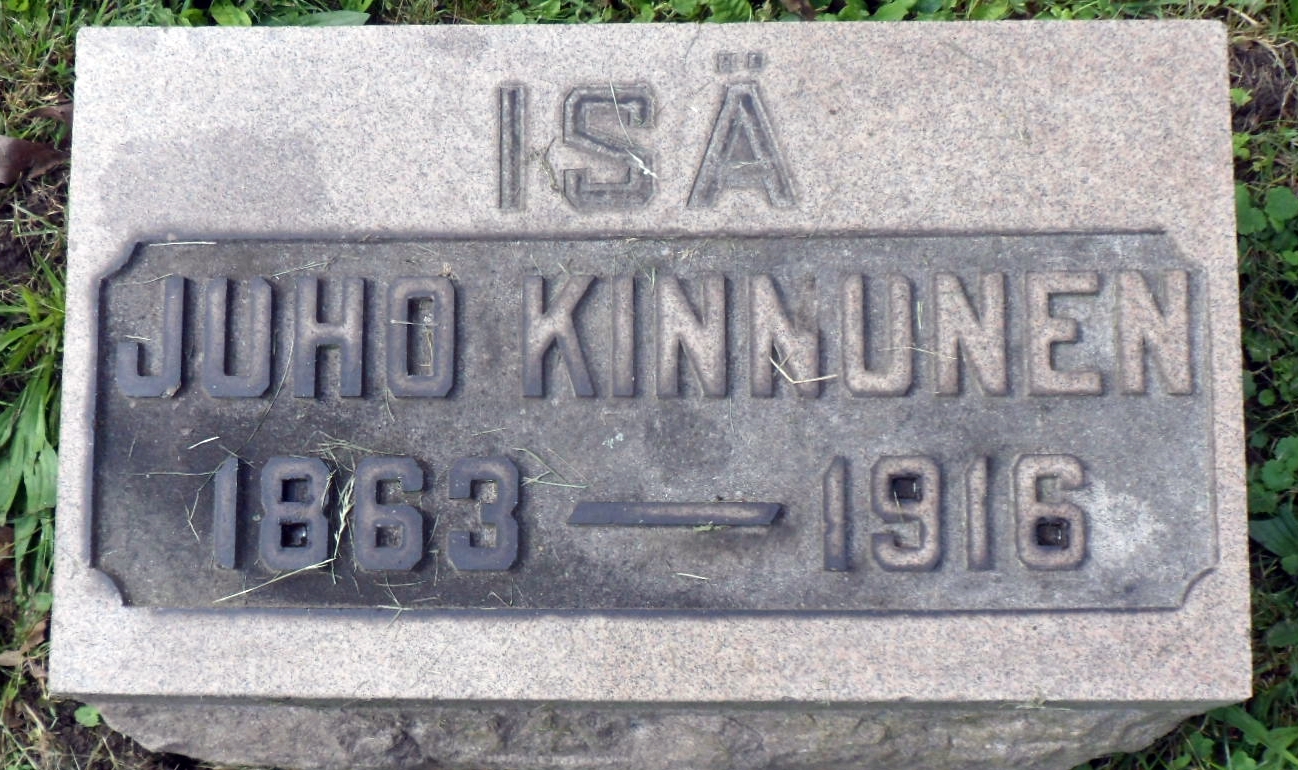 ISÄ
JUHO KINNUNEN
1863 — 1916